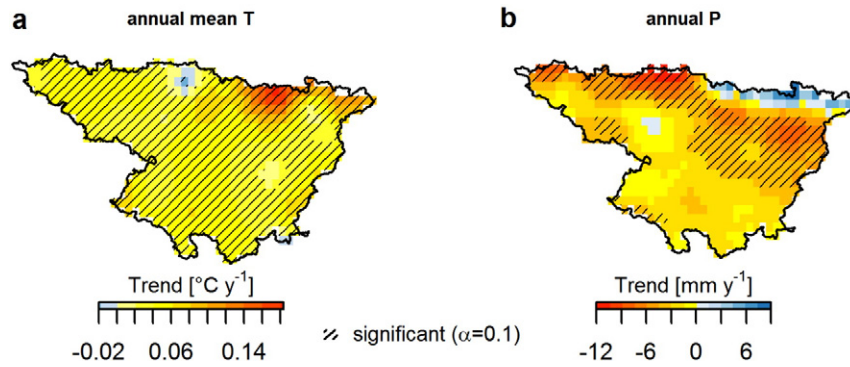 a annual mean T
b annual P
Trend [°C y⁻¹]
-0.02 0.06 0.14
significant (α=0.1)
Trend [mm y⁻¹]
-12 -6 0 6